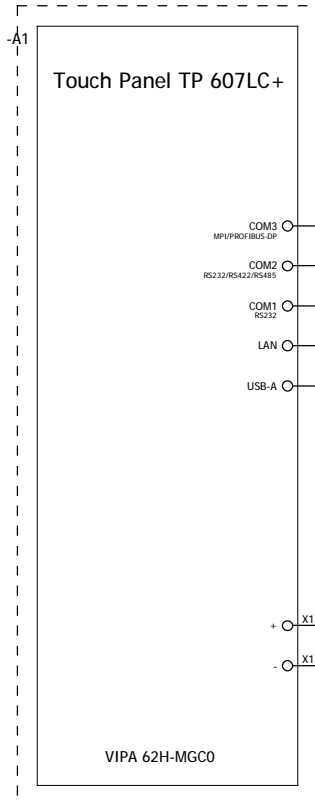 -A1
Touch Panel TP 607LC+
COM3
MPI/PROFIBUS-DP
COM2
RS232/RS422/RS485
COM1
RS232
LAN
USB-A
+ X1
- X1
VIPA 62H-MGC0